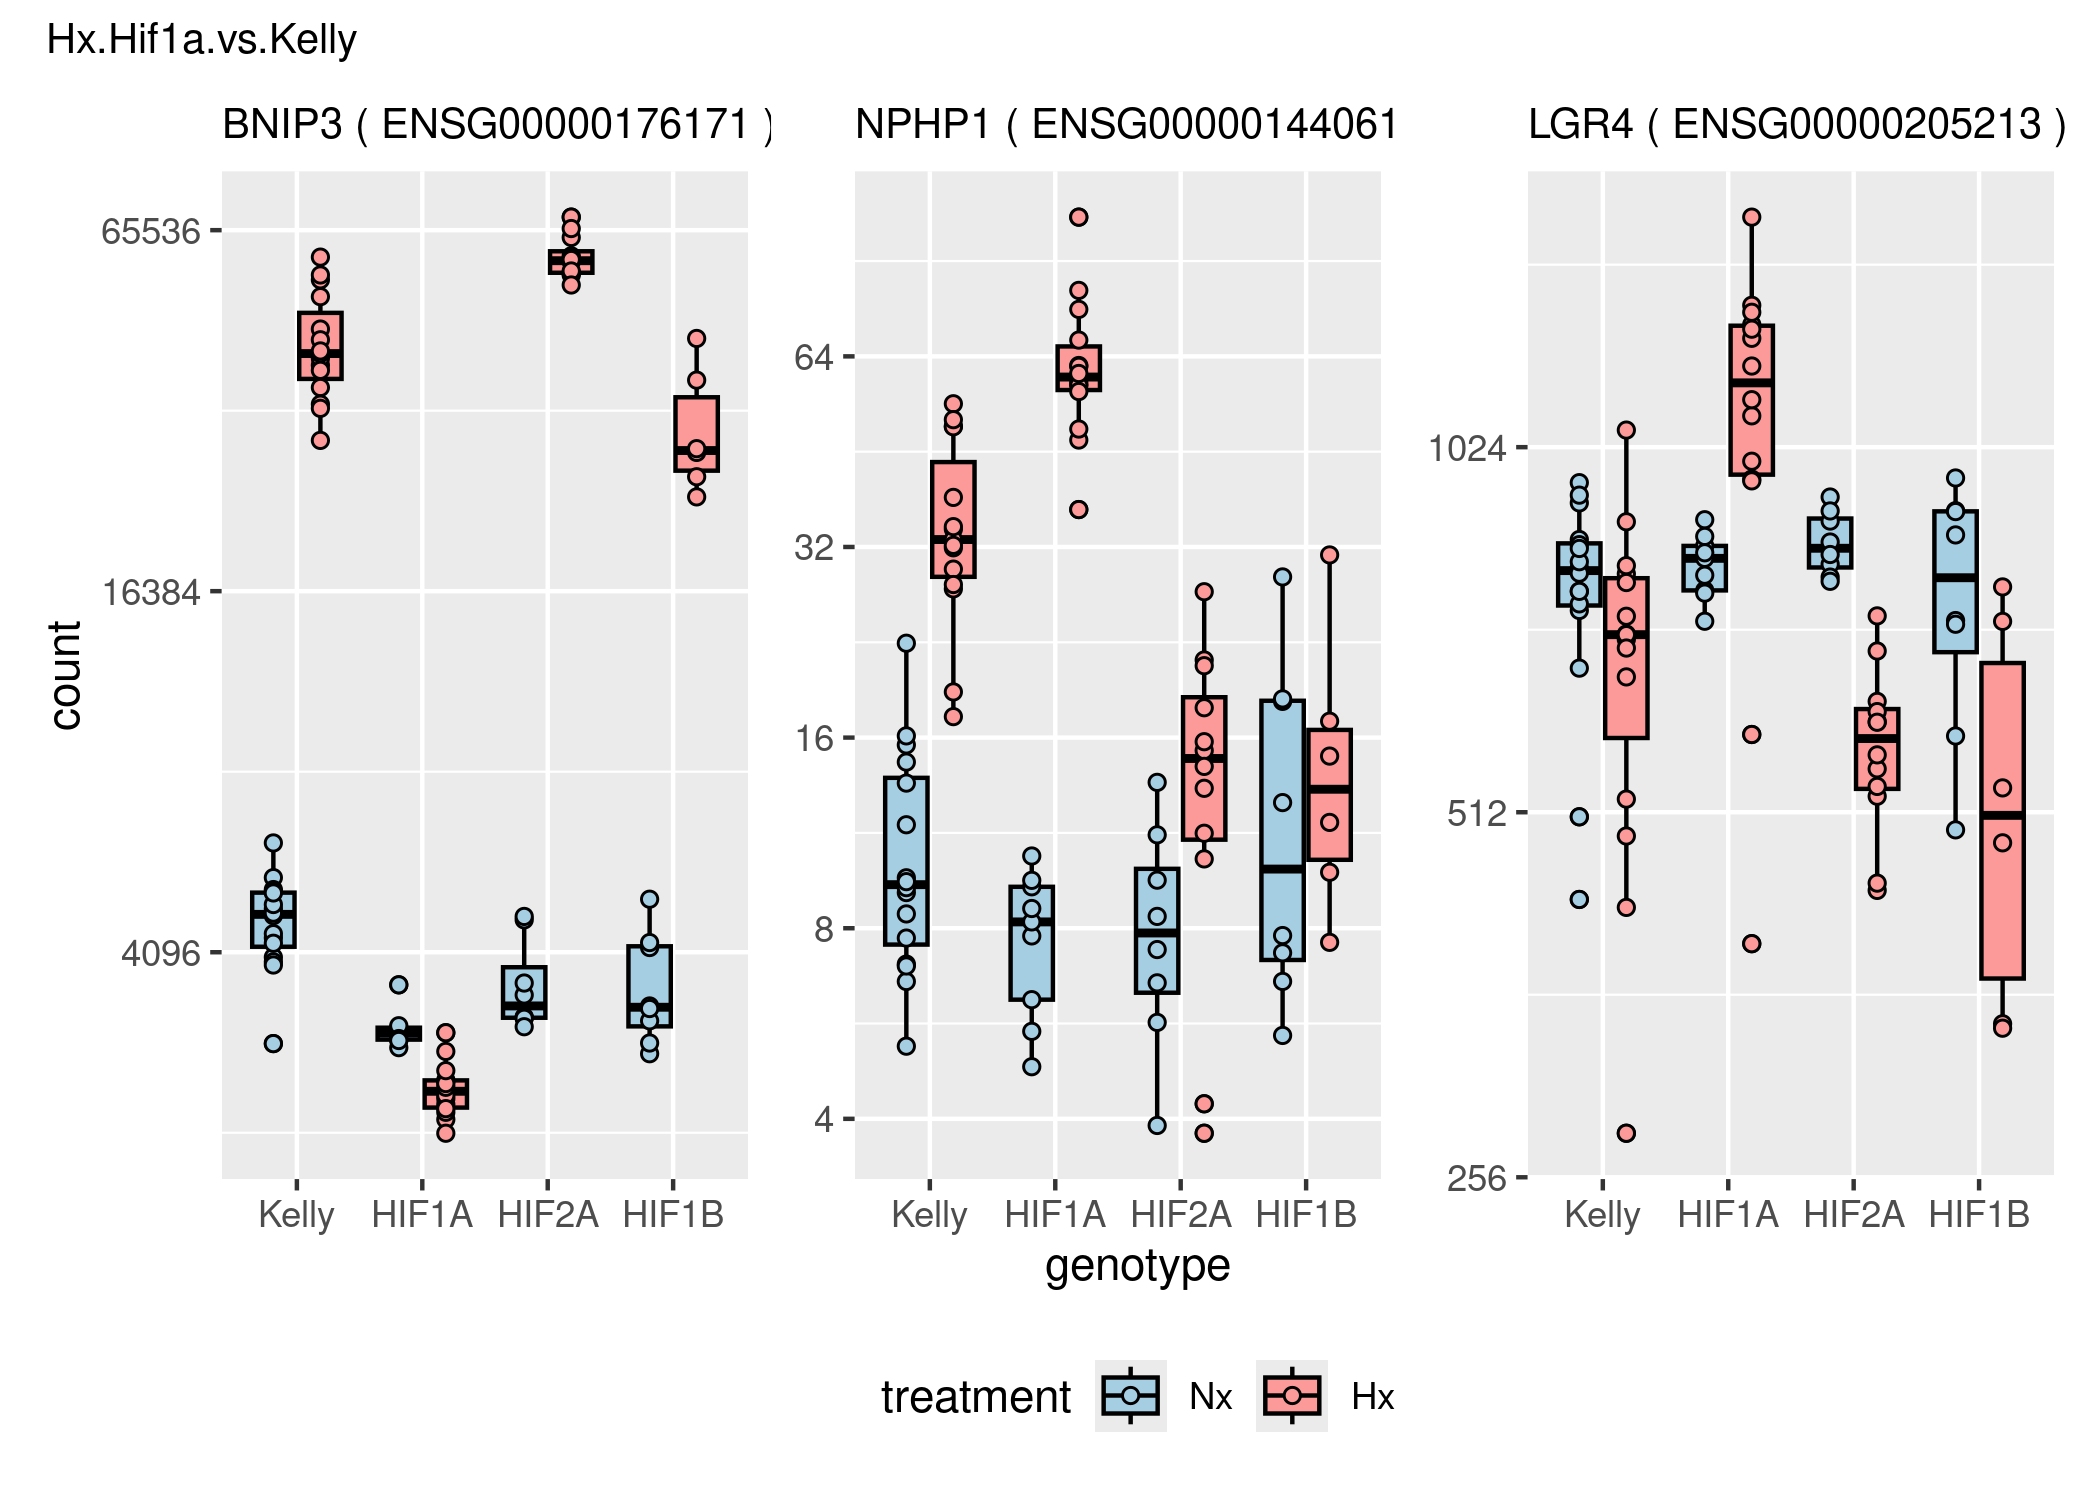 Hx.Hif1a.vs.Kelly
BNIP3 ( ENSG00000176171 )
NPHP1 ( ENSG00000144061
LGR4 ( ENSG00000205213 )
count
65536
16384
4096
Kelly HIF1A HIF2A HIF1B
64
32
16
8
4
Kelly HIF1A HIF2A HIF1B
1024
512
256
Kelly HIF1A HIF2A HIF1B
genotype
treatment Nx Hx